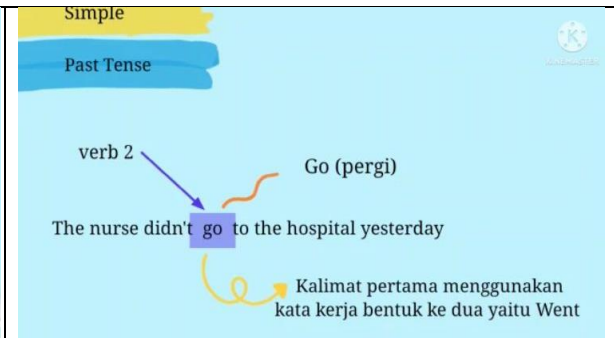 Simple
Past Tense
verb 2
Go (pergi)
The nurse didn't go to the hospital yesterday
Kalimat pertama menggunakan
kata kerja bentuk ke dua yaitu Went